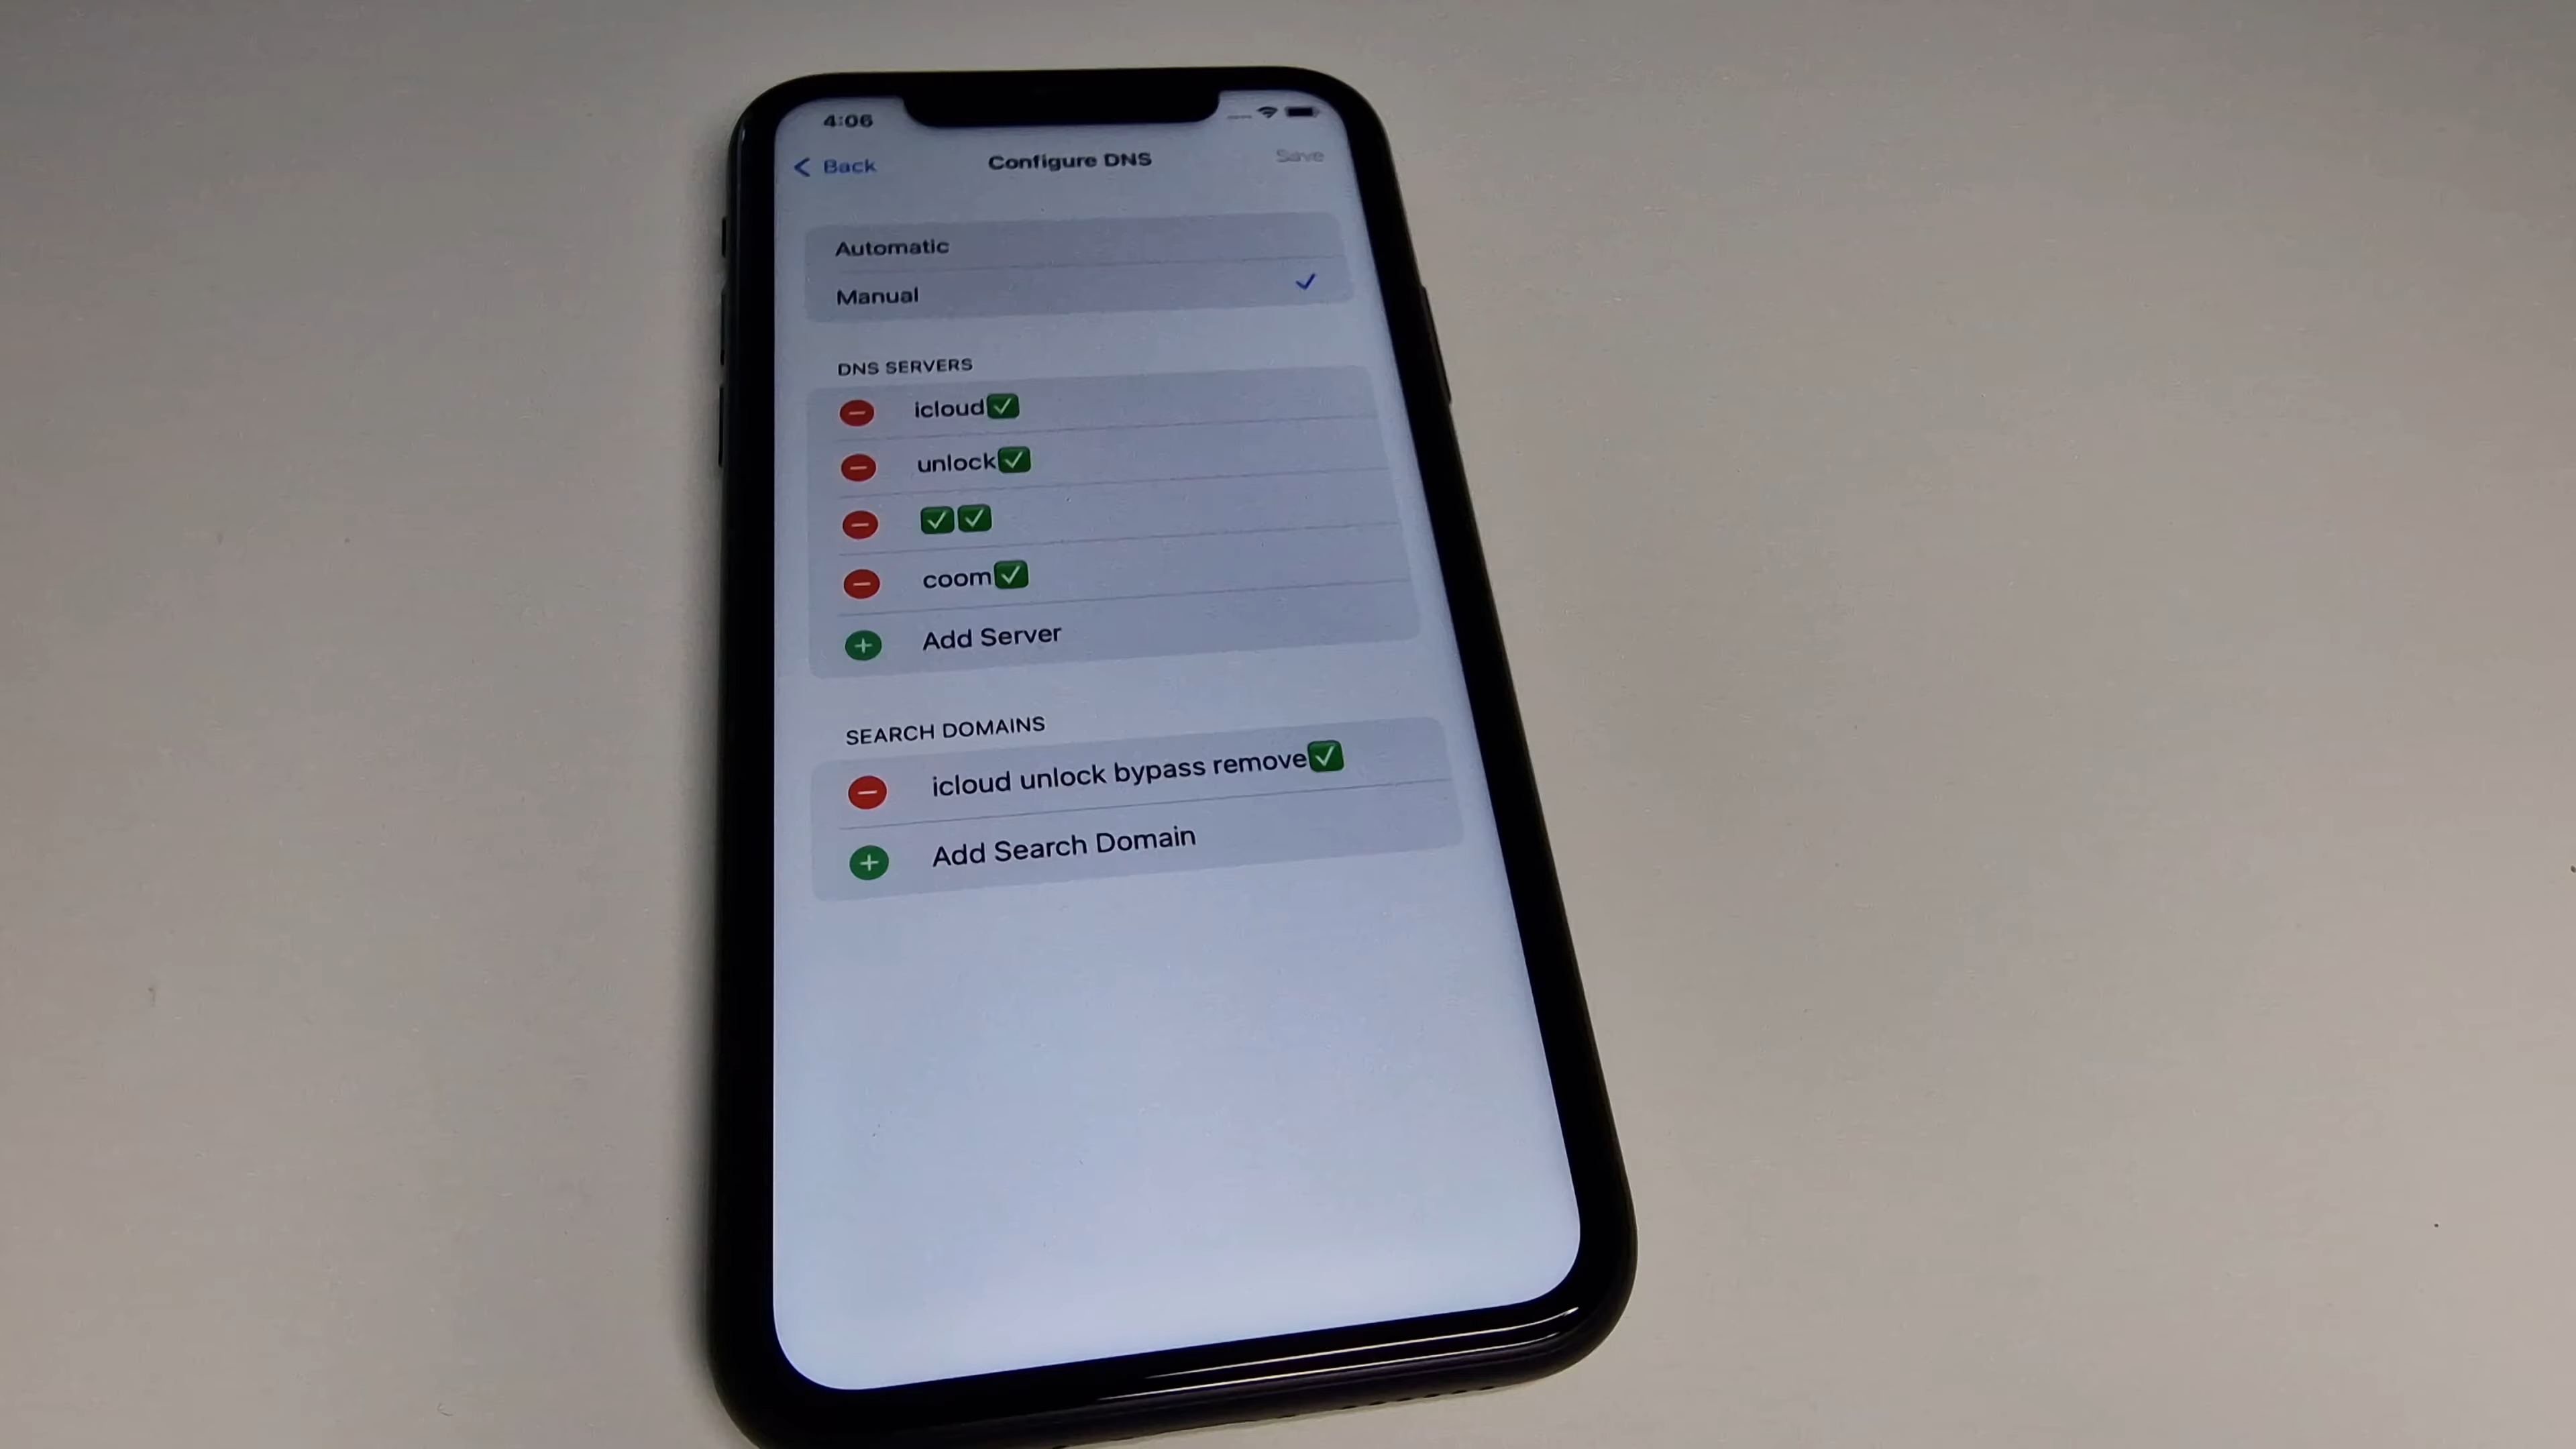 4:06
Back
Configure DNS
Save
Automatic
Manual
DNS SERVERS
icloud✅
unlock✅
✅✅
coom✅
Add Server
SEARCH DOMAINS
icloud unlock bypass remove✅
Add Search Domain